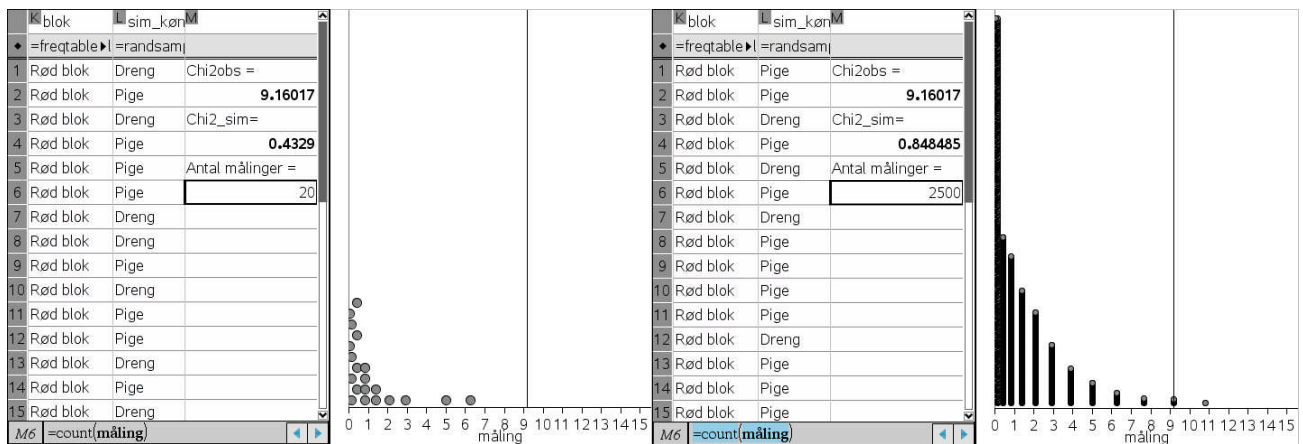 K blok L sim_køn M
◆ =freqtable▶l =randsam
1 Rød blok Dreng Chi2obs =
2 Rød blok Pige 9.16017
3 Rød blok Dreng Chi2_sim=
4 Rød blok Pige 0.4329
5 Rød blok Pige Antal målinger =
6 Rød blok Pige 20
7 Rød blok Dreng
8 Rød blok Dreng
9 Rød blok Pige
10 Rød blok Dreng
11 Rød blok Pige
12 Rød blok Pige
13 Rød blok Dreng
14 Rød blok Pige
15 Rød blok Dreng
M6 =count(måling)
0 1 2 3 4 5 6 7 8 9 10 11 12 13 14 15
måling
K blok L sim_køn M
◆ =freqtable▶l =randsam
1 Rød blok Pige Chi2obs =
2 Rød blok Pige 9.16017
3 Rød blok Dreng Chi2_sim=
4 Rød blok Pige 0.848485
5 Rød blok Dreng Antal målinger =
6 Rød blok Pige 2500
7 Rød blok Dreng
8 Rød blok Pige
9 Rød blok Pige
10 Rød blok Pige
11 Rød blok Pige
12 Rød blok Dreng
13 Rød blok Pige
14 Rød blok Pige
15 Rød blok Pige
M6 =count(måling)
0 1 2 3 4 5 6 7 8 9 10 11 12 13 14 15
måling